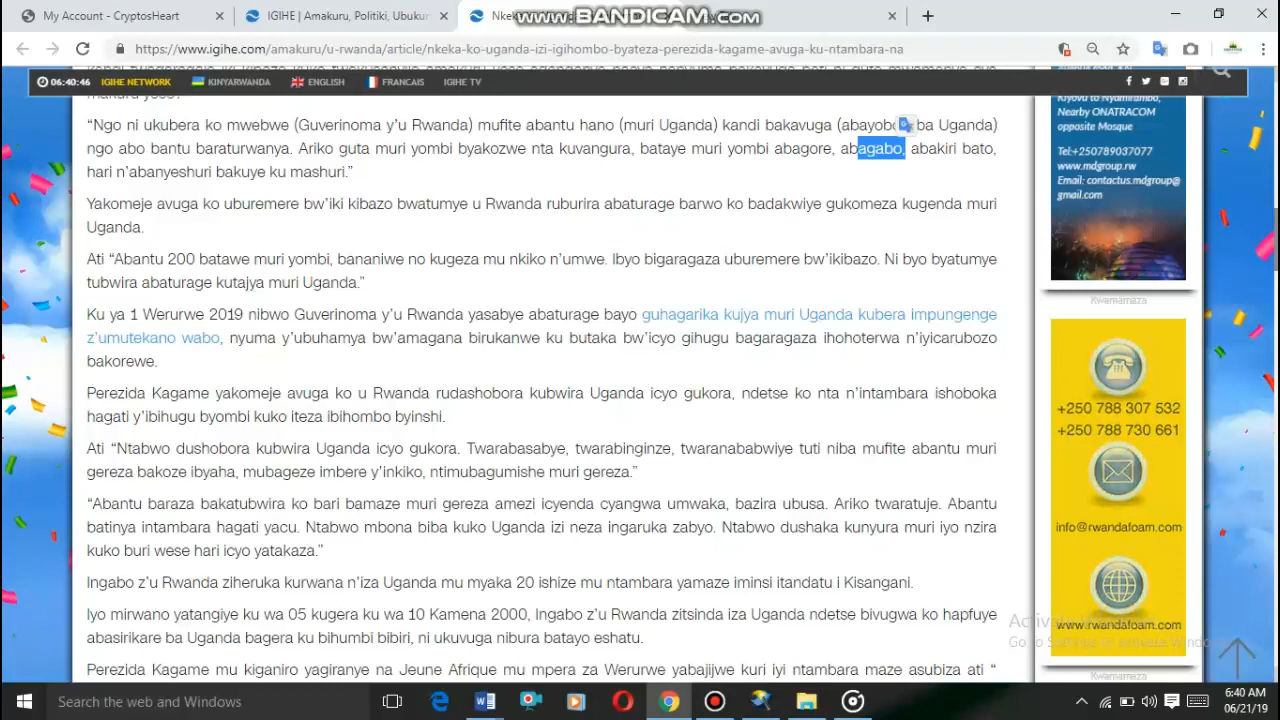 My Account - CryptosHeart
IGIHE | Amakuru, Politiki, Ubukun
Nke
www.BANDICAM.com
https://www.igihe.com/amakuru/u-rwanda/article/nkeka-ko-uganda-izi-igihombo-byateza-perezida-kagame-avuga-ku-ntambara-na
06:40:46 IGIHE NETWORK KINYARWANDA ENGLISH FRANCAIS IGIHE TV
“Ngo ni ukubera ko mwebwe (Guverinoma y’u Rwanda) mufite abantu hano (muri Uganda) kandi bakavuga ba Uganda)
ngo abo bantu baraturwanya. Ariko guta muri yombi byakozwe nta kuvangura, bataye muri yombi abagore, abagabo, abakiri bato,
hari n’abanyeshuri bakuye ku mashuri.”
Yakomeje avuga ko uburemere bw’iki kibazo bwatumye u Rwanda ruburira abaturage barwo ko badakwiye gukomeza kugenda muri
Uganda.
Ati “Abantu 200 batawe muri yombi, bananiwe no kugeza mu nkiko n’umwe. Ibyo bigaragaza uburemere bw’ikibazo. Ni byo byatumye
tubwira abaturage kutajya muri Uganda.”
Ku ya 1 Werurwe 2019 nibwo Guverinoma y’u Rwanda yasabye abaturage bayo guhagarika kujya muri Uganda kubera impungenge
z’umutekano wabo, nyuma y’ubuhamya bw’amagana birukanwe ku butaka bw’icyo gihugu bagaragaza ihohoterwa n’iyicarubozo
bakorewe.
Perezida Kagame yakomeje avuga ko u Rwanda rudashobora kubwira Uganda icyo gukora, ndetse ko nta n’intambara ishoboka
hagati y’ibihugu byombi kuko iteza ibihombo byinshi.
Ati “Ntabwo dushobora kubwira Uganda icyo gukora. Twarabasabye, twarabinginze, twaranababwiye tuti niba mufite abantu muri
gereza bakoze ibyaha, mubageze imbere y’inkiko, ntimubagumishe muri gereza.”
“Abantu baraza bakatubwira ko bari bamaze muri gereza amezi icyenda cyangwa umwaka, bazira ubusa. Ariko twaratuje. Abantu
batinya intambara hagati yacu. Ntabwo mbona biba kuko Uganda izi neza ingaruka zabyo. Ntabwo dushaka kunyura muri iyo nzira
kuko buri wese hari icyo yatakaza.”
Ingabo z’u Rwanda ziheruka kurwana n’iza Uganda mu myaka 20 ishize mu ntambara yamaze iminsi itandatu i Kisangani.
Iyo mirwano yatangiye ku wa 05 kugera ku wa 10 Kamena 2000, Ingabo z’u Rwanda zitsinda iza Uganda ndetse bivugwa ko hapfuye
abasirikare ba Uganda bagera ku bihumbi bibiri, ni ukuvuga nibura batayo eshatu.
Perezida Kagame mu kiganiro yagiranye na Jeune Afrique mu mpera za Werurwe yabajijwe kuri iyi ntambara maze asubiza ati “
Kiyovu to Nyamirambo,
Nearby ONATRACOM
opposite Mosque
Tel:+250789037077
www.mdgroup.rw
Email: contactus.mdgroup@
gmail.com
Kwamamaza
+250 788 307 532
+250 788 730 661
info@rwandafoam.com
www.rwandafoam.com
Kwamamaza
Search the web and Windows
6:40 AM
06/21/19